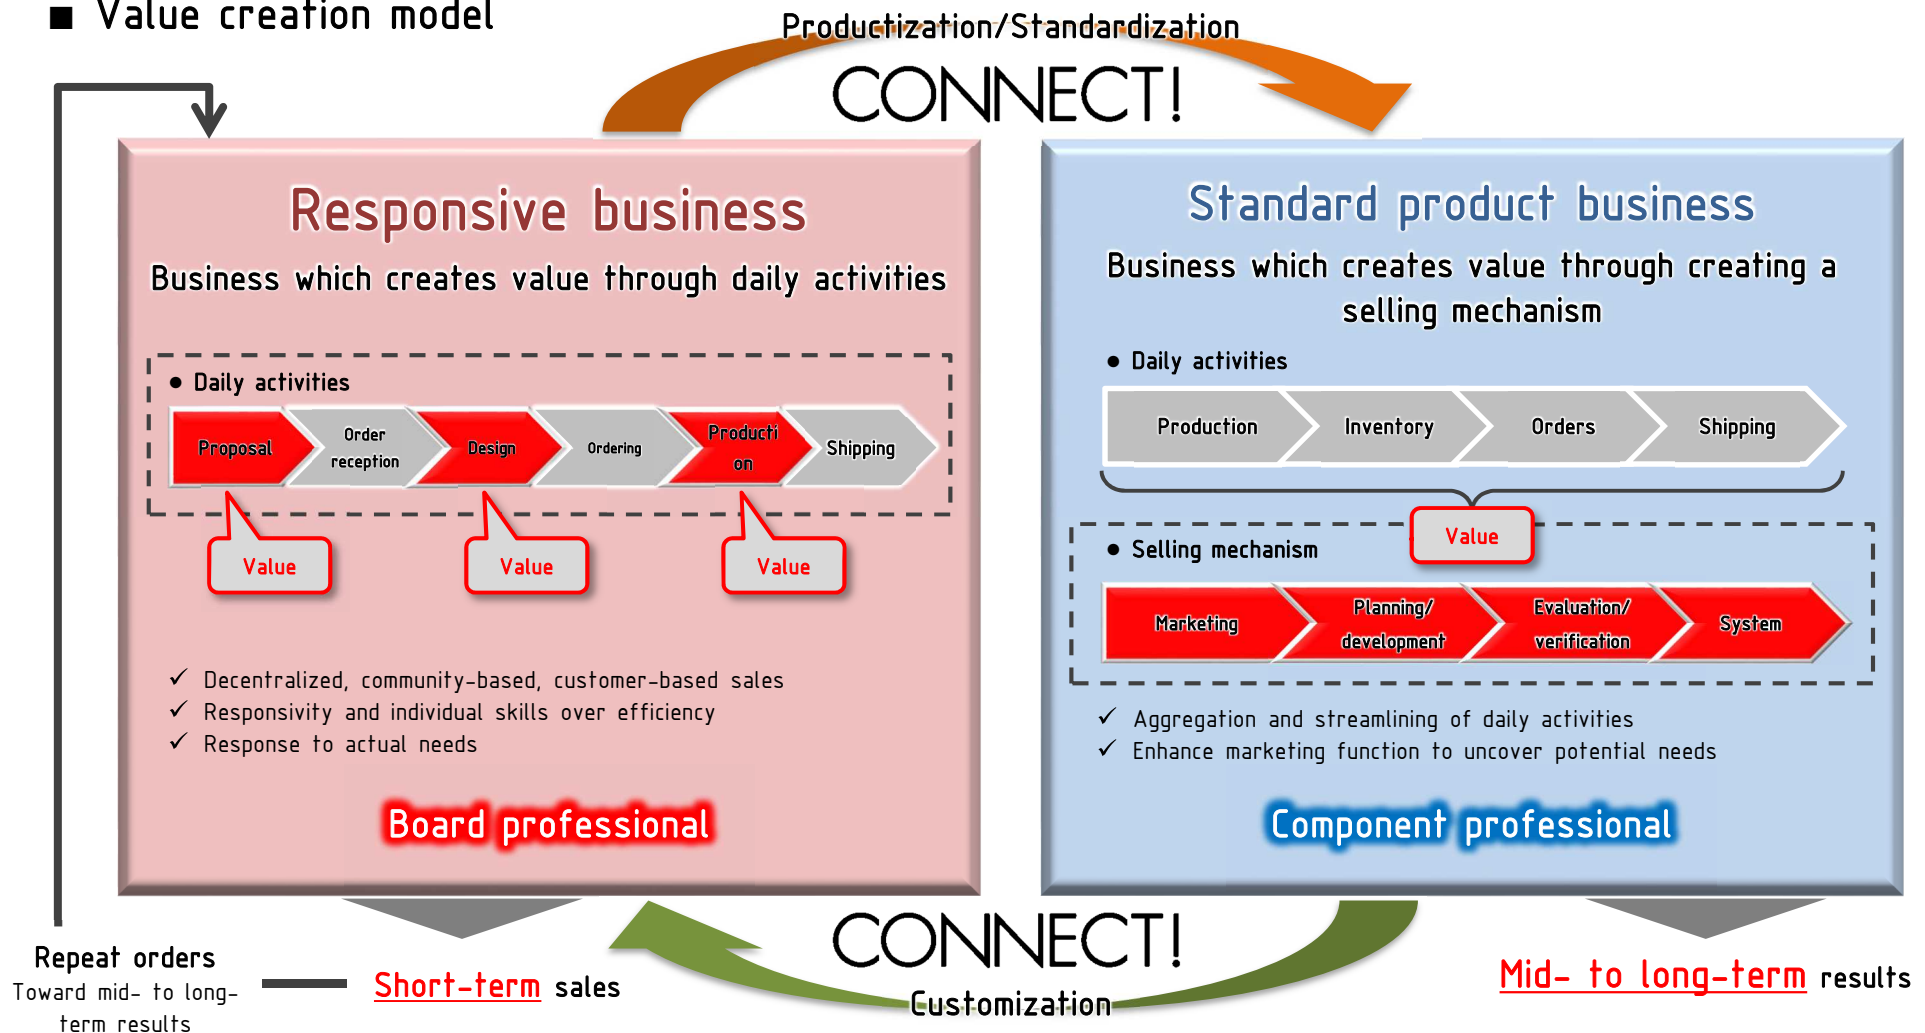 ■ Value creation model
Productization/Standardization
CONNECT!
Responsive business
Business which creates value through daily activities
● Daily activities
Proposal
Order
reception
Design
Ordering
Producti
on
Shipping
Value
Value
Value
✓ Decentralized, community-based, customer-based sales
✓ Responsivity and individual skills over efficiency
✓ Response to actual needs
Board professional
Standard product business
Business which creates value through creating a
selling mechanism
● Daily activities
Production
Inventory
Orders
Shipping
Value
● Selling mechanism
Marketing
Planning/
development
Evaluation/
verification
System
✓ Aggregation and streamlining of daily activities
✓ Enhance marketing function to uncover potential needs
Component professional
CONNECT!
Customization
Repeat orders
Toward mid- to long-
term results
Short-term sales
Mid- to long-term results